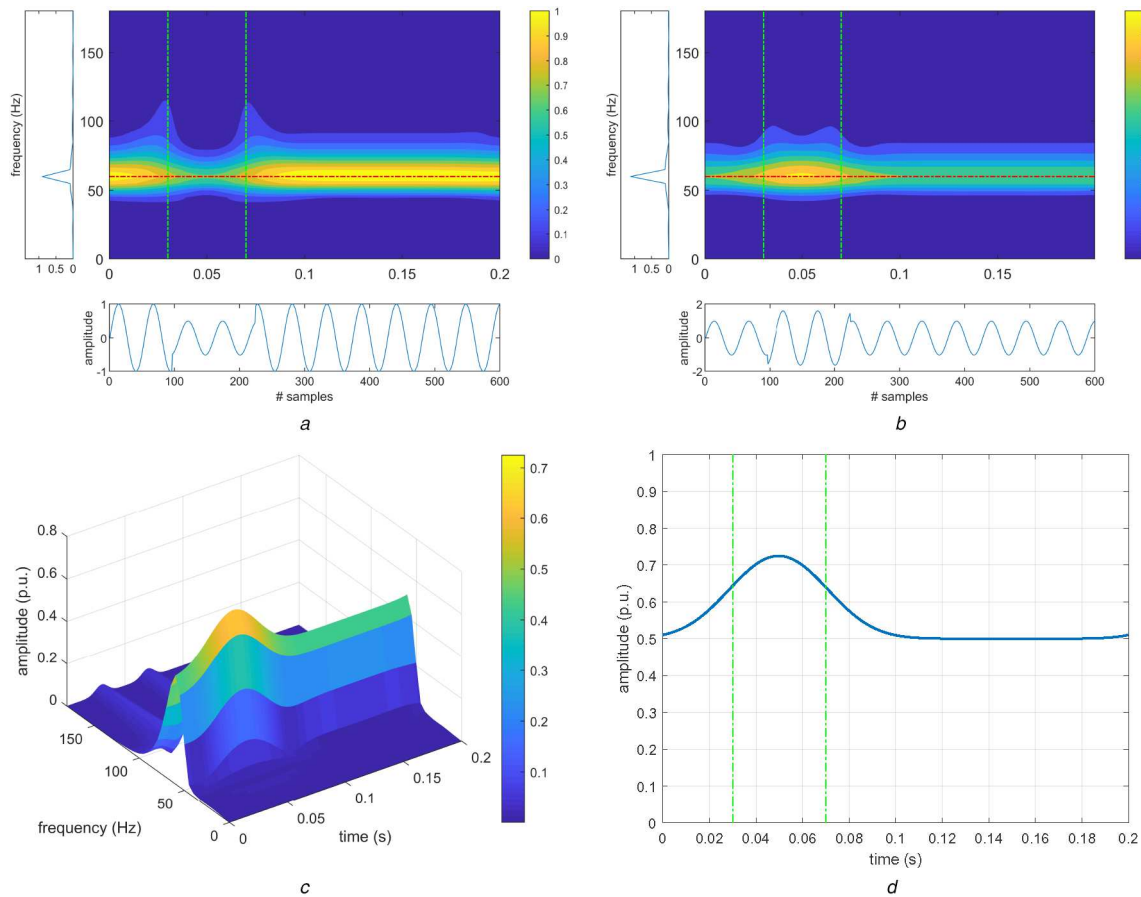 150
100
50
0
frequency (Hz)
1 0.5 0
0 0.05 0.1 0.15 0.2
1
0.9
0.8
0.7
0.6
0.5
0.4
0.3
0.2
0.1
0
1
0
-1
amplitude
0 100 200 300 400 500 600
# samples
a
150
100
50
0
frequency (Hz)
1 0.5 0
0 0.05 0.1 0.15
2
0
-2
amplitude
0 100 200 300 400 500 600
# samples
b
0.8
0.6
0.4
0.2
0
amplitude (p.u.)
150
100
50
0
frequency (Hz)
0
0.05
0.1
0.15
0.2
time (s)
0.7
0.6
0.5
0.4
0.3
0.2
0.1
c
1
0.9
0.8
0.7
0.6
0.5
0.4
0.3
0.2
0.1
0
amplitude (p.u.)
0 0.02 0.04 0.06 0.08 0.1 0.12 0.14 0.16 0.18 0.2
time (s)
d